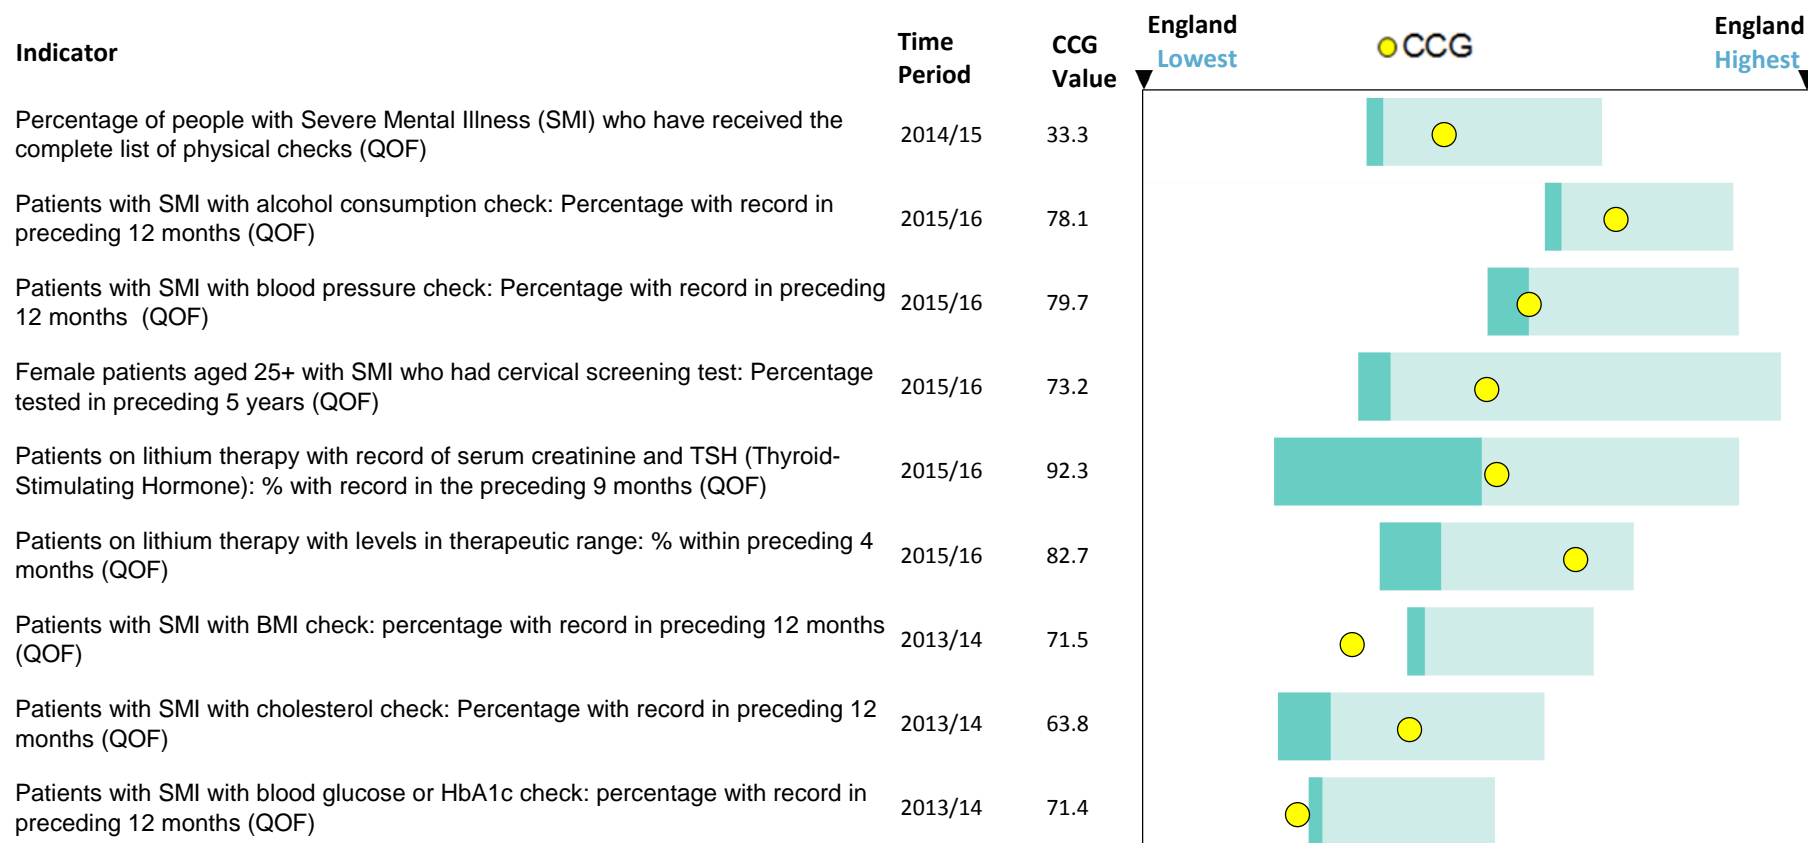 Indicator
Time
Period
CCG
Value
England
Lowest
CCG
England
Highest
Percentage of people with Severe Mental Illness (SMI) who have received the
complete list of physical checks (QOF)
2014/15
33.3
Patients with SMI with alcohol consumption check: Percentage with record in
preceding 12 months (QOF)
2015/16
78.1
Patients with SMI with blood pressure check: Percentage with record in preceding
12 months (QOF)
2015/16
79.7
Female patients aged 25+ with SMI who had cervical screening test: Percentage
tested in preceding 5 years (QOF)
2015/16
73.2
Patients on lithium therapy with record of serum creatinine and TSH (Thyroid-
Stimulating Hormone): % with record in the preceding 9 months (QOF)
2015/16
92.3
Patients on lithium therapy with levels in therapeutic range: % within preceding 4
months (QOF)
2015/16
82.7
Patients with SMI with BMI check: percentage with record in preceding 12 months
(QOF)
2013/14
71.5
Patients with SMI with cholesterol check: Percentage with record in preceding 12
months (QOF)
2013/14
63.8
Patients with SMI with blood glucose or HbA1c check: percentage with record in
preceding 12 months (QOF)
2013/14
71.4